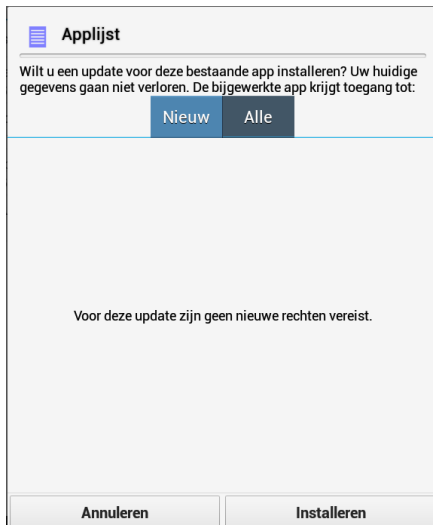 Applijst
Wilt u een update voor deze bestaande app installeren? Uw huidige
gegevens gaan niet verloren. De bijgewerkte app krijgt toegang tot:
Nieuw Alle
Voor deze update zijn geen nieuwe rechten vereist.
Annuleren Installeren